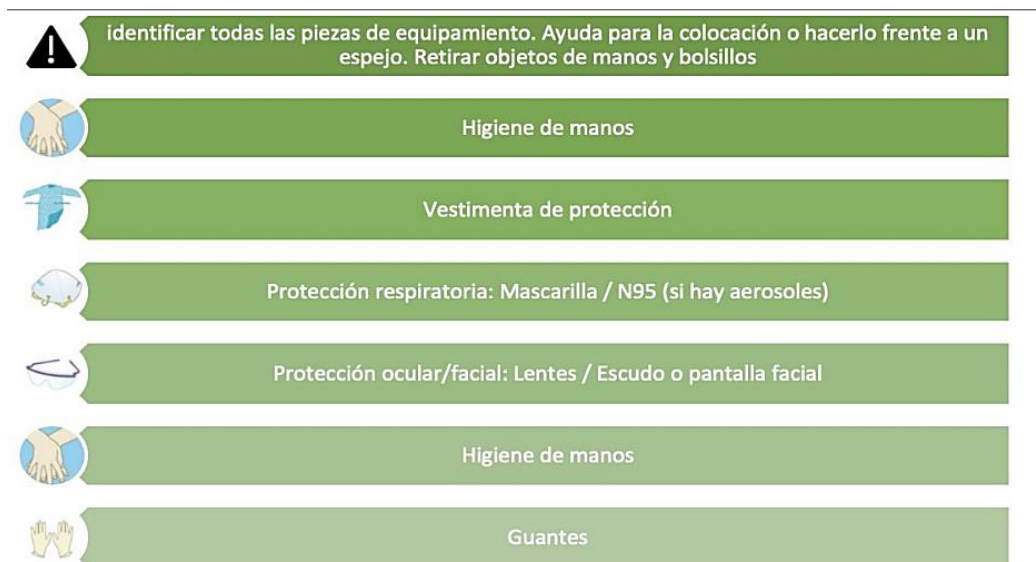 identificar todas las piezas de equipamiento. Ayuda para la colocación o hacerlo frente a un
espejo. Retirar objetos de manos y bolsillos
Higiene de manos
Vestimenta de protección
Protección respiratoria: Mascarilla / N95 (si hay aerosoles)
Protección ocular/facial: Lentes / Escudo o pantalla facial
Higiene de manos
Guantes